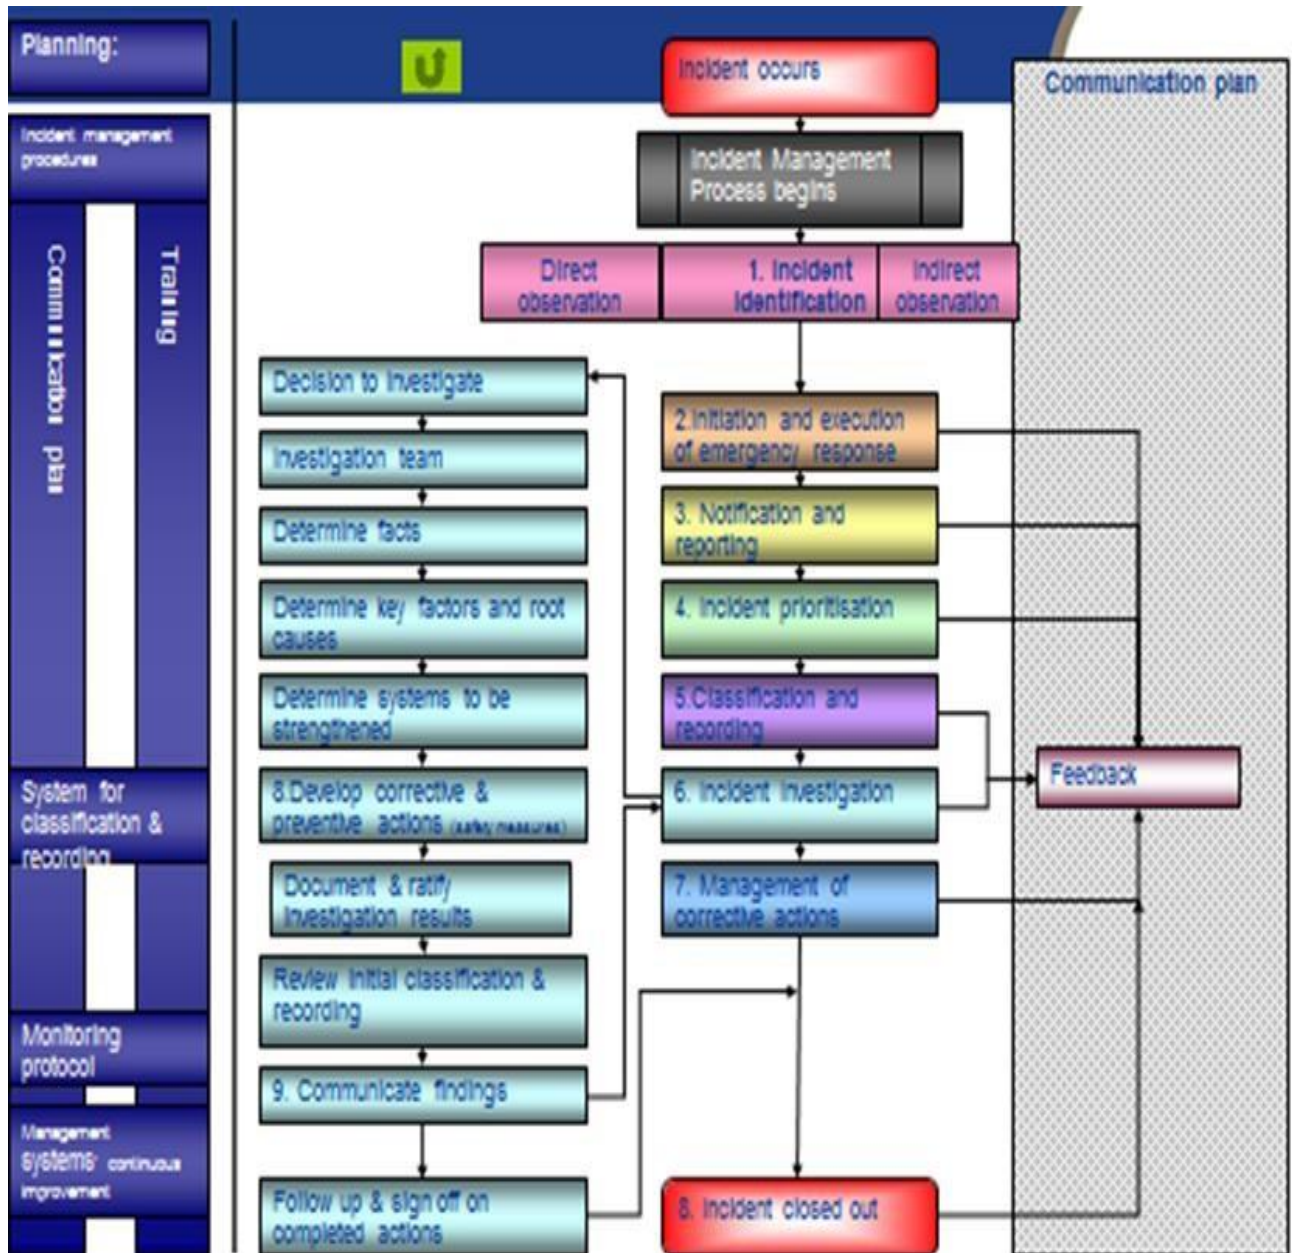 Planning:
Incident occurs
Communication plan
Incident management
procedures
Incident Management
Process begins
Communication plan
Training
Direct
observation
1. Incident
identification
Indirect
observation
Decision to investigate
2.Initiation and execution
of emergency response
Investigation team
3. Notification and
reporting
Determine facts
Determine key factors and root
causes
4. Incident prioritisation
Determine systems to be
strengthened
5.Classification and
recording
System for
classification &
recording
8.Develop corrective &
preventive actions (safety measures)
6. Incident investigation
Feedback
Document & ratify
investigation results
7. Management of
corrective actions
Review initial classification &
recording
Monitoring
protocol
9. Communicate findings
Management
systems' continuous
improvement
Follow up & sign off on
completed actions
8. Incident closed out